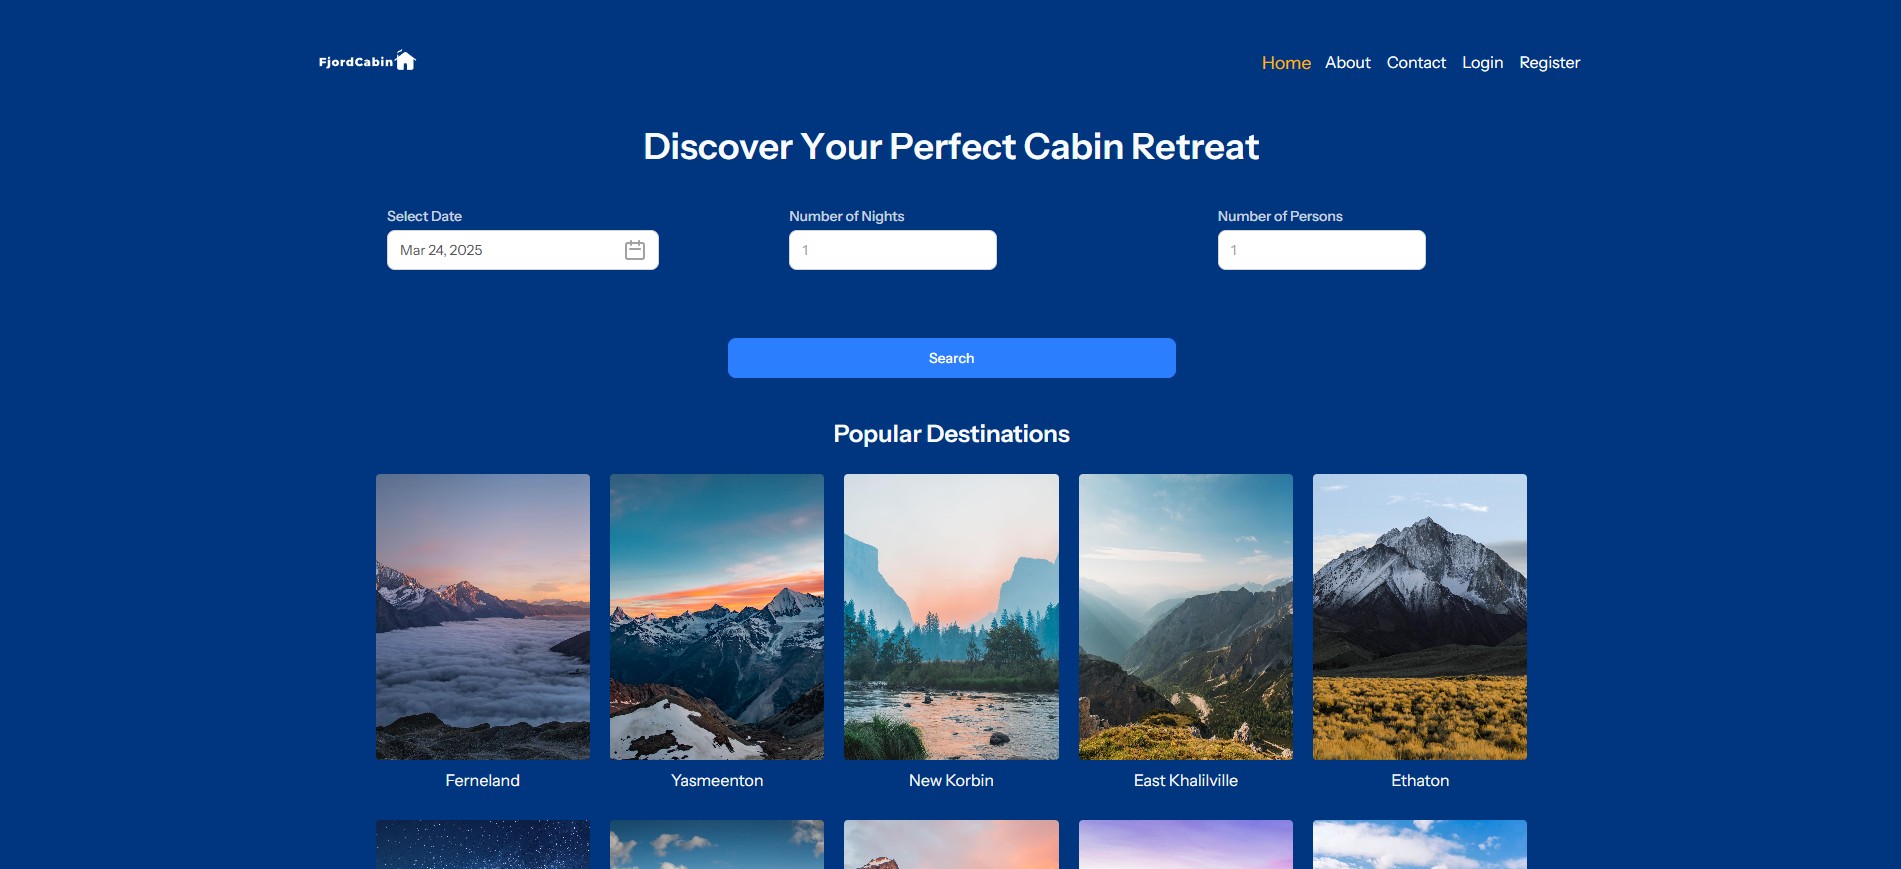 FjordCabin
Home About Contact Login Register
Discover Your Perfect Cabin Retreat
Select Date Number of Nights Number of Persons
Mar 24, 2025 1 1
Search
Popular Destinations
Ferneland Yasmeenton New Korbin East Khalilville Ethaton